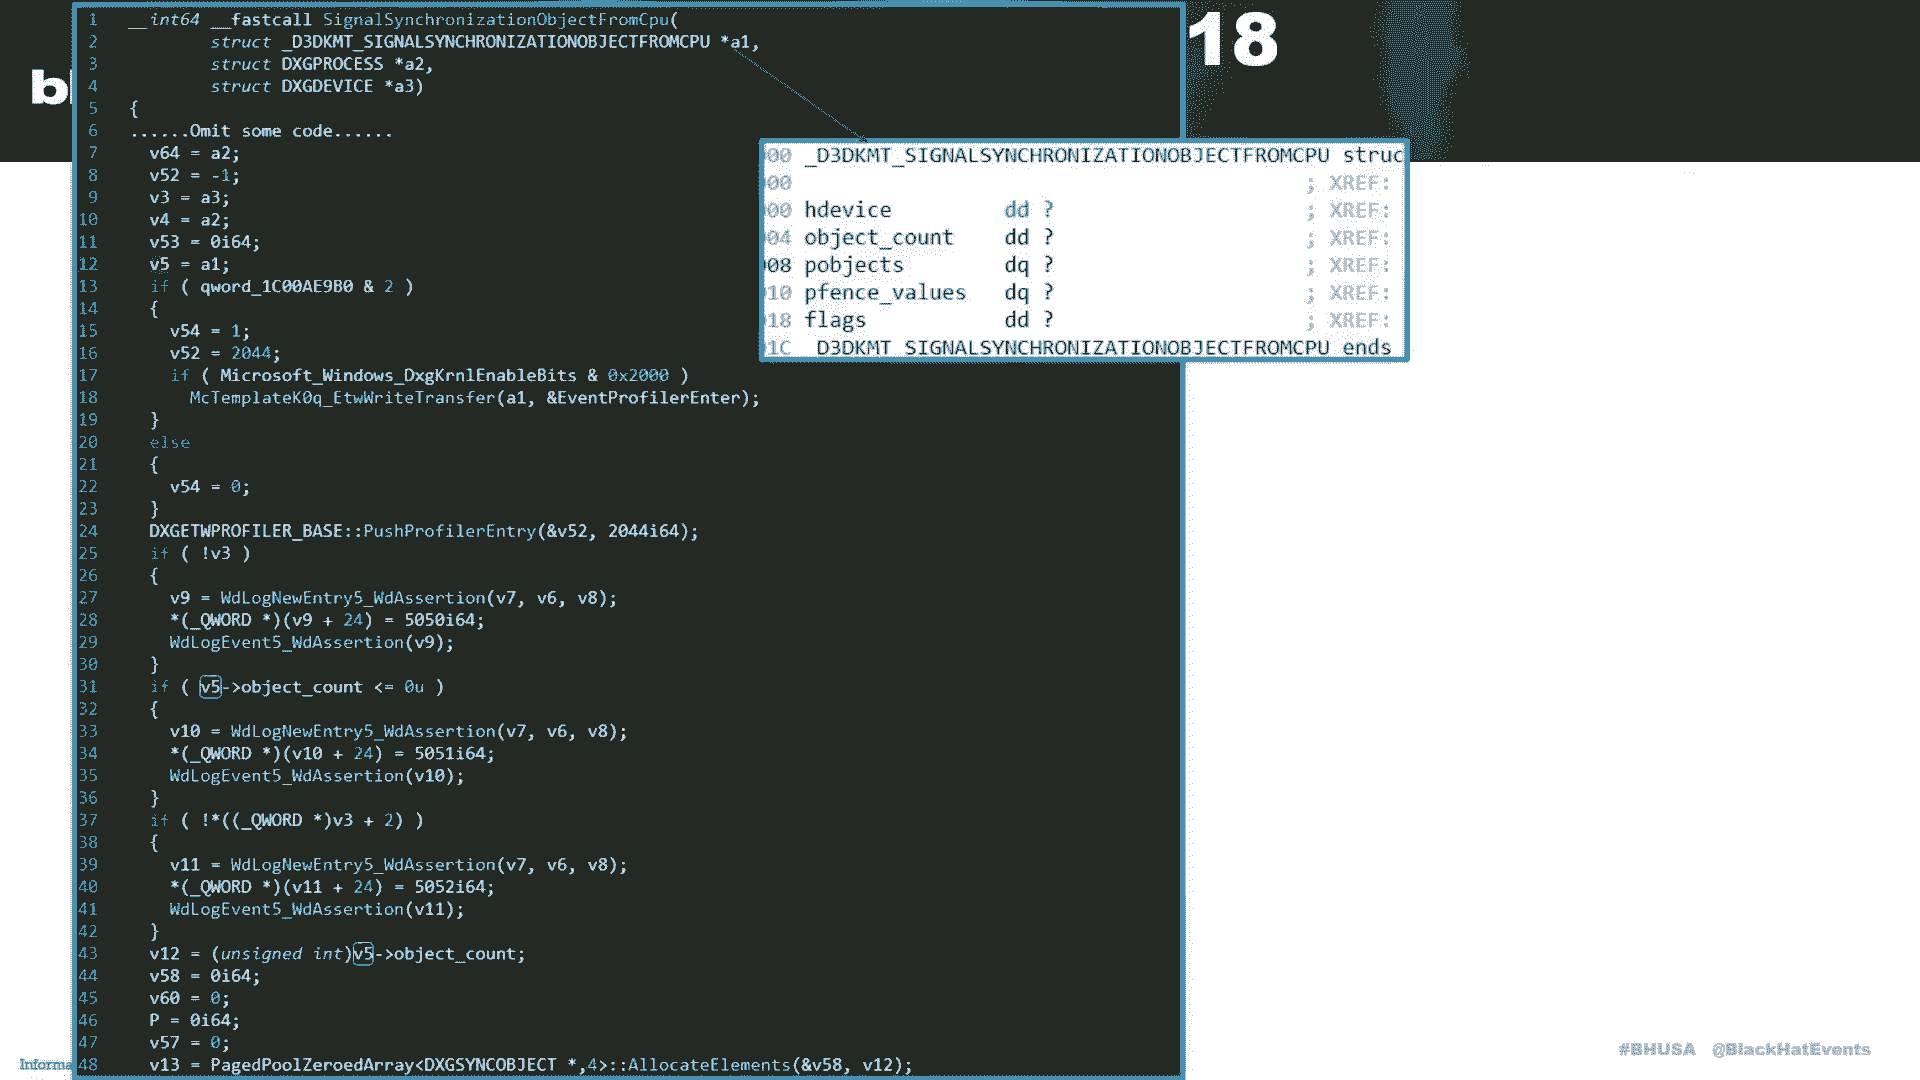 18
1 __int64 __fastcall SignalSynchronizationObjectFromCpu(
2 struct _D3DKMT_SIGNALSYNCHRONIZATIONOBJECTFROMCPU *a1,
3 struct DXGPROCESS *a2,
4 struct DXGDEVICE *a3)
5 {
6 ......Omit some code......
7 v64 = a2;
8 v52 = -1;
9 v3 = a3;
10 v4 = a2;
11 v53 = 0i64;
12 v5 = a1;
13 if ( qword_1C00AE9B0 & 2 )
14 {
15 v54 = 1;
16 v52 = 2044;
17 if ( Microsoft_Windows_DxgKrnlEnableBits & 0x2000 )
18 McTemplateK0q_EtwWriteTransfer(a1, &EventProfilerEnter);
19 }
20 else
21 {
22 v54 = 0;
23 }
24 DXGETWPROFILER_BASE::PushProfilerEntry(&v52, 2044i64);
25 if ( !v3 )
26 {
27 v9 = WdLogNewEntry5_WdAssertion(v7, v6, v8);
28 *(_QWORD *)(v9 + 24) = 5050i64;
29 WdLogEvent5_WdAssertion(v9);
30 }
31 if ( v5->object_count <= 0u )
32 {
33 v10 = WdLogNewEntry5_WdAssertion(v7, v6, v8);
34 *(_QWORD *)(v10 + 24) = 5051i64;
35 WdLogEvent5_WdAssertion(v10);
36 }
37 if ( !*((_QWORD *)v3 + 2) )
38 {
39 v11 = WdLogNewEntry5_WdAssertion(v7, v6, v8);
40 *(_QWORD *)(v11 + 24) = 5052i64;
41 WdLogEvent5_WdAssertion(v11);
42 }
43 v12 = (unsigned int)v5->object_count;
44 v58 = 0i64;
45 v60 = 0;
46 P = 0i64;
47 v57 = 0;
48 v13 = PagedPoolZeroedArray<DXGSYNCOBJECT *,4>::AllocateElements(&v58, v12);
00 _D3DKMT_SIGNALSYNCHRONIZATIONOBJECTFROMCPU struc
00 ; XREF:
00 hdevice dd ? ; XREF:
04 object_count dd ? ; XREF:
08 pobjects dq ? ; XREF:
10 pfence_values dq ? ; XREF:
18 flags dd ? ; XREF:
1C _D3DKMT_SIGNALSYNCHRONIZATIONOBJECTFROMCPU ends
#BHUSA @BlackHatEvents